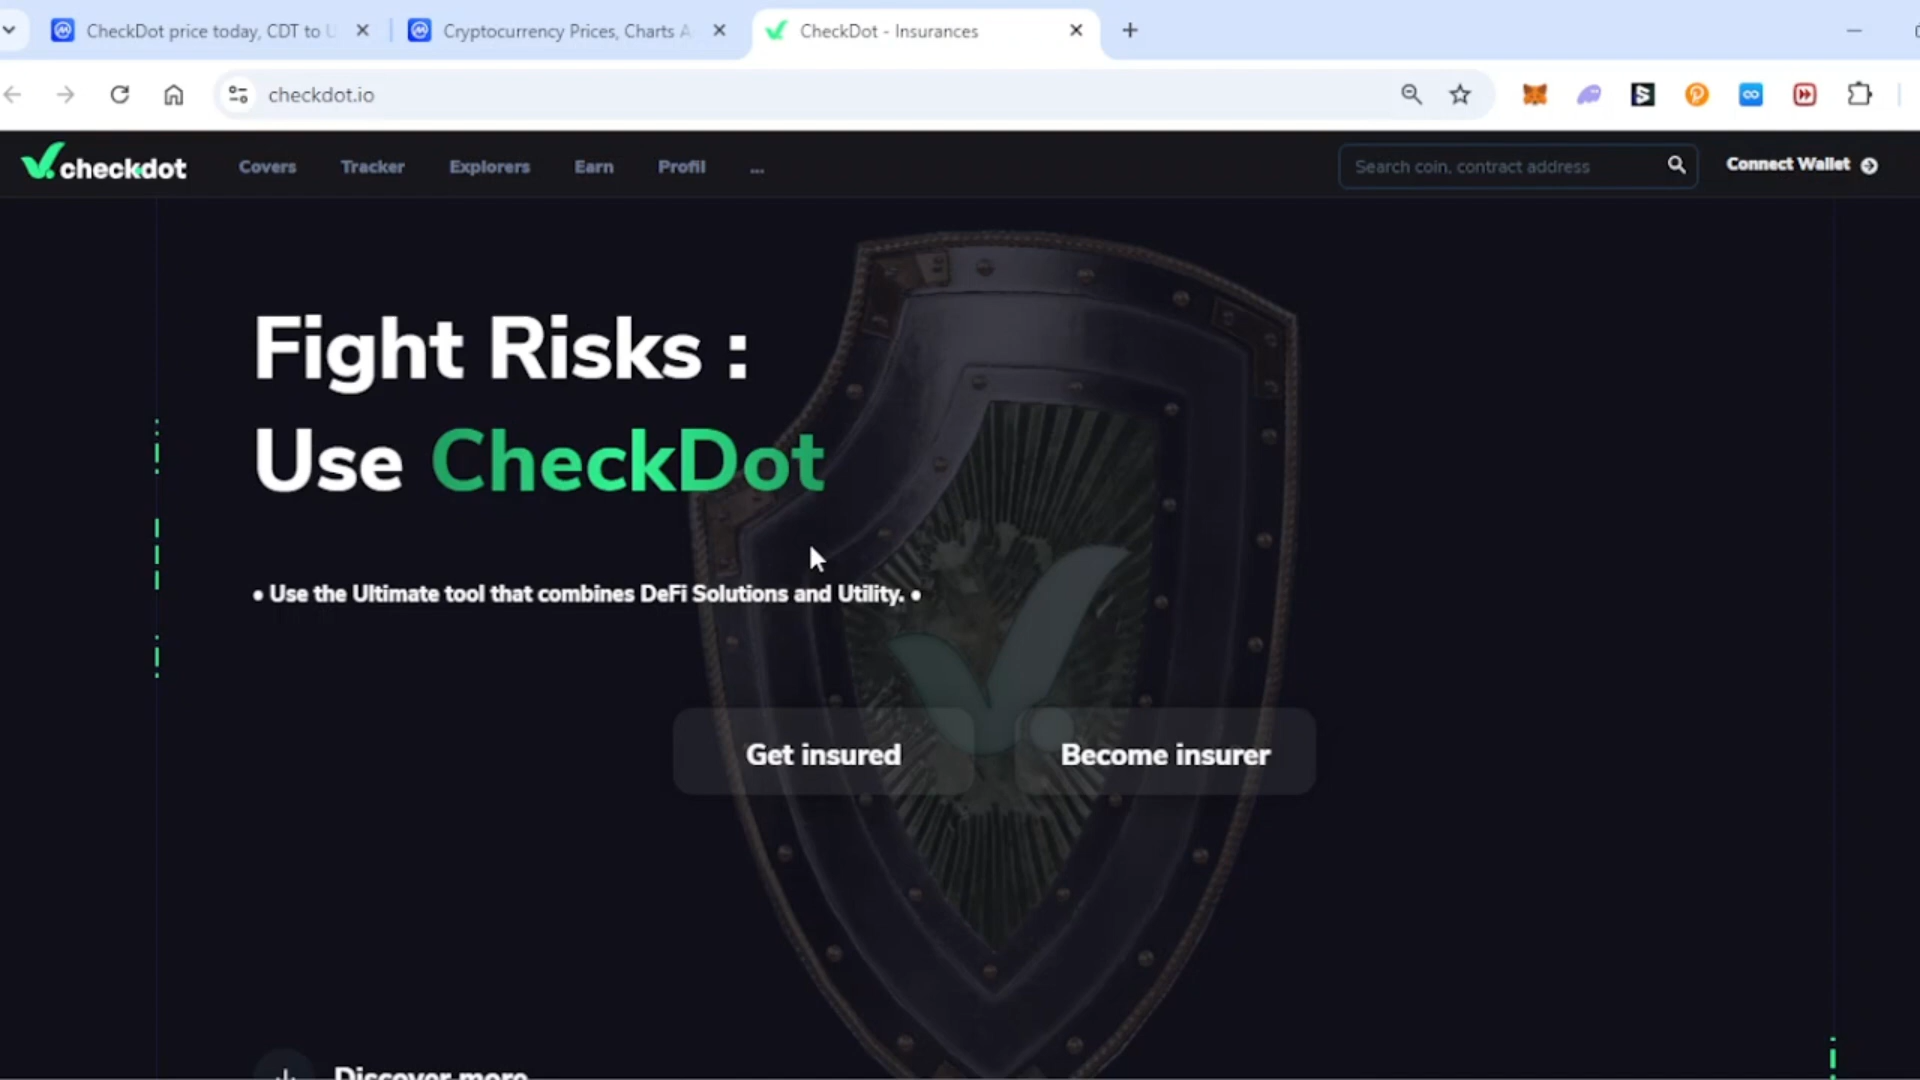 CheckDot price today, CDT to U
Cryptocurrency Prices, Charts A
CheckDot - Insurances
checkdot.io
checkdot
Covers
Tracker
Explorers
Earn
Profil
...
Search coin, contract address
Connect Wallet
Fight Risks :
Use CheckDot
• Use the Ultimate tool that combines DeFi Solutions and Utility. •
Get insured
Become insurer
Discover more